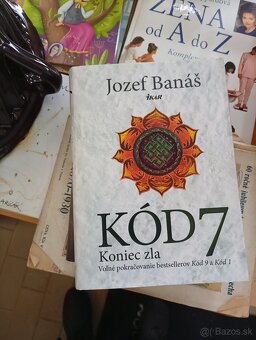 ŽENA
od A do Z
Jozef Banáš
IKAR
KÓD 7
Koniec zla
Voľné pokračovanie bestsellerov Kód 9 a Kód 1
Bazos.sk